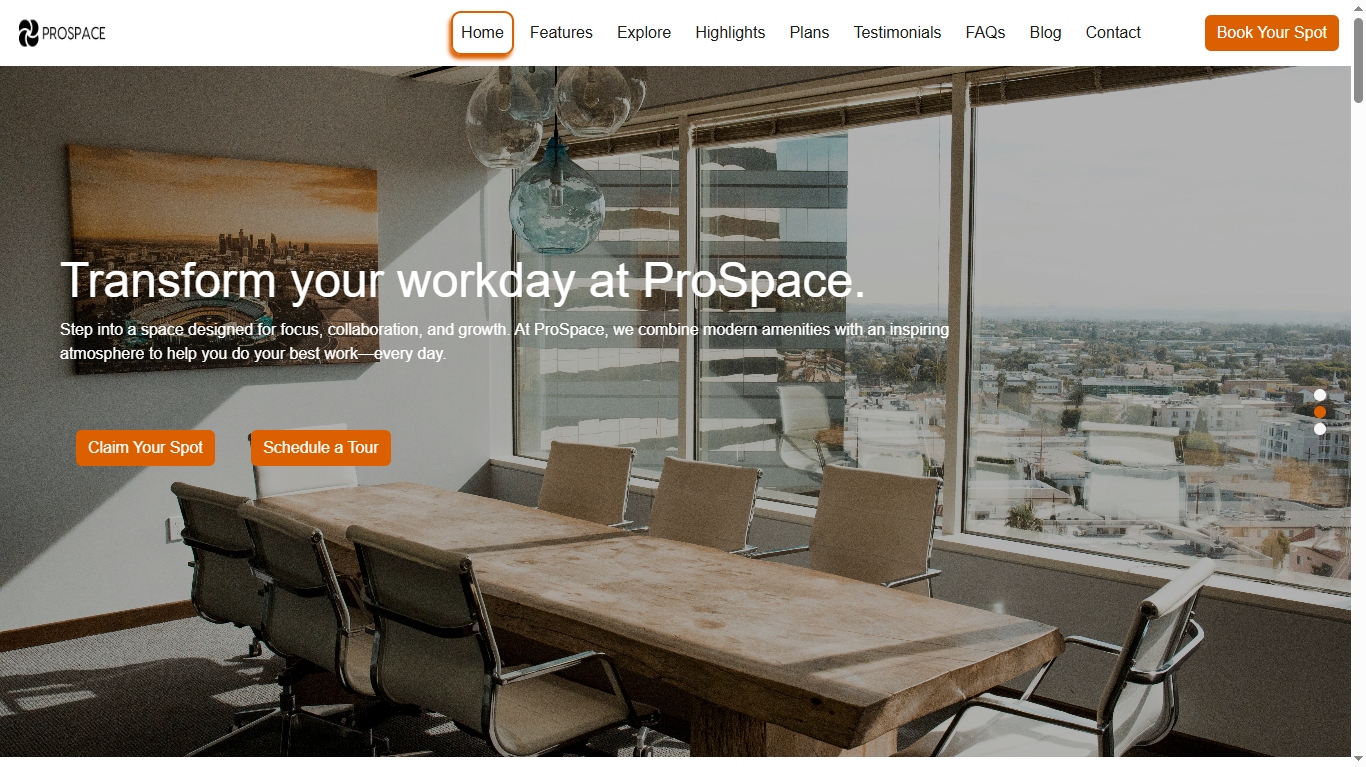 PROSPACE
Home Features Explore Highlights Plans Testimonials FAQs Blog Contact Book Your Spot
Transform your workday at ProSpace.
Step into a space designed for focus, collaboration, and growth. At ProSpace, we combine modern amenities with an inspiring
atmosphere to help you do your best work—every day.
Claim Your Spot Schedule a Tour